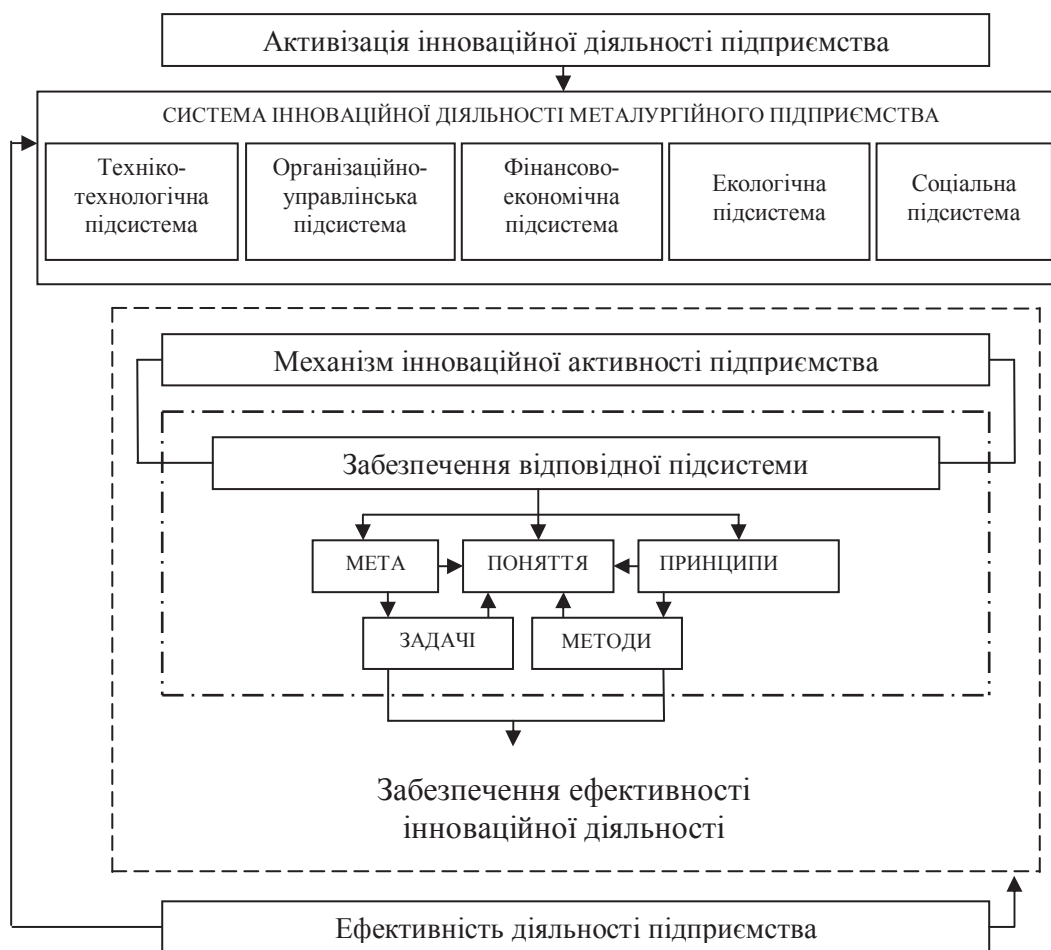 Активізація інноваційної діяльності підприємства
СИСТЕМА ІННОВАЦІЙНОЇ ДІЯЛЬНОСТІ МЕТАЛУРГІЙНОГО ПІДПРИЄМСТВА
Техніко-
технологічна
підсистема
Організаційно-
управлінська
підсистема
Фінансово-
економічна
підсистема
Екологічна
підсистема
Соціальна
підсистема
Механізм інноваційної активності підприємства
Забезпечення відповідної підсистеми
МЕТА
ПОНЯТТЯ
ПРИНЦИПИ
ЗАДАЧІ
МЕТОДИ
Забезпечення ефективності
інноваційної діяльності
Ефективність діяльності підприємства